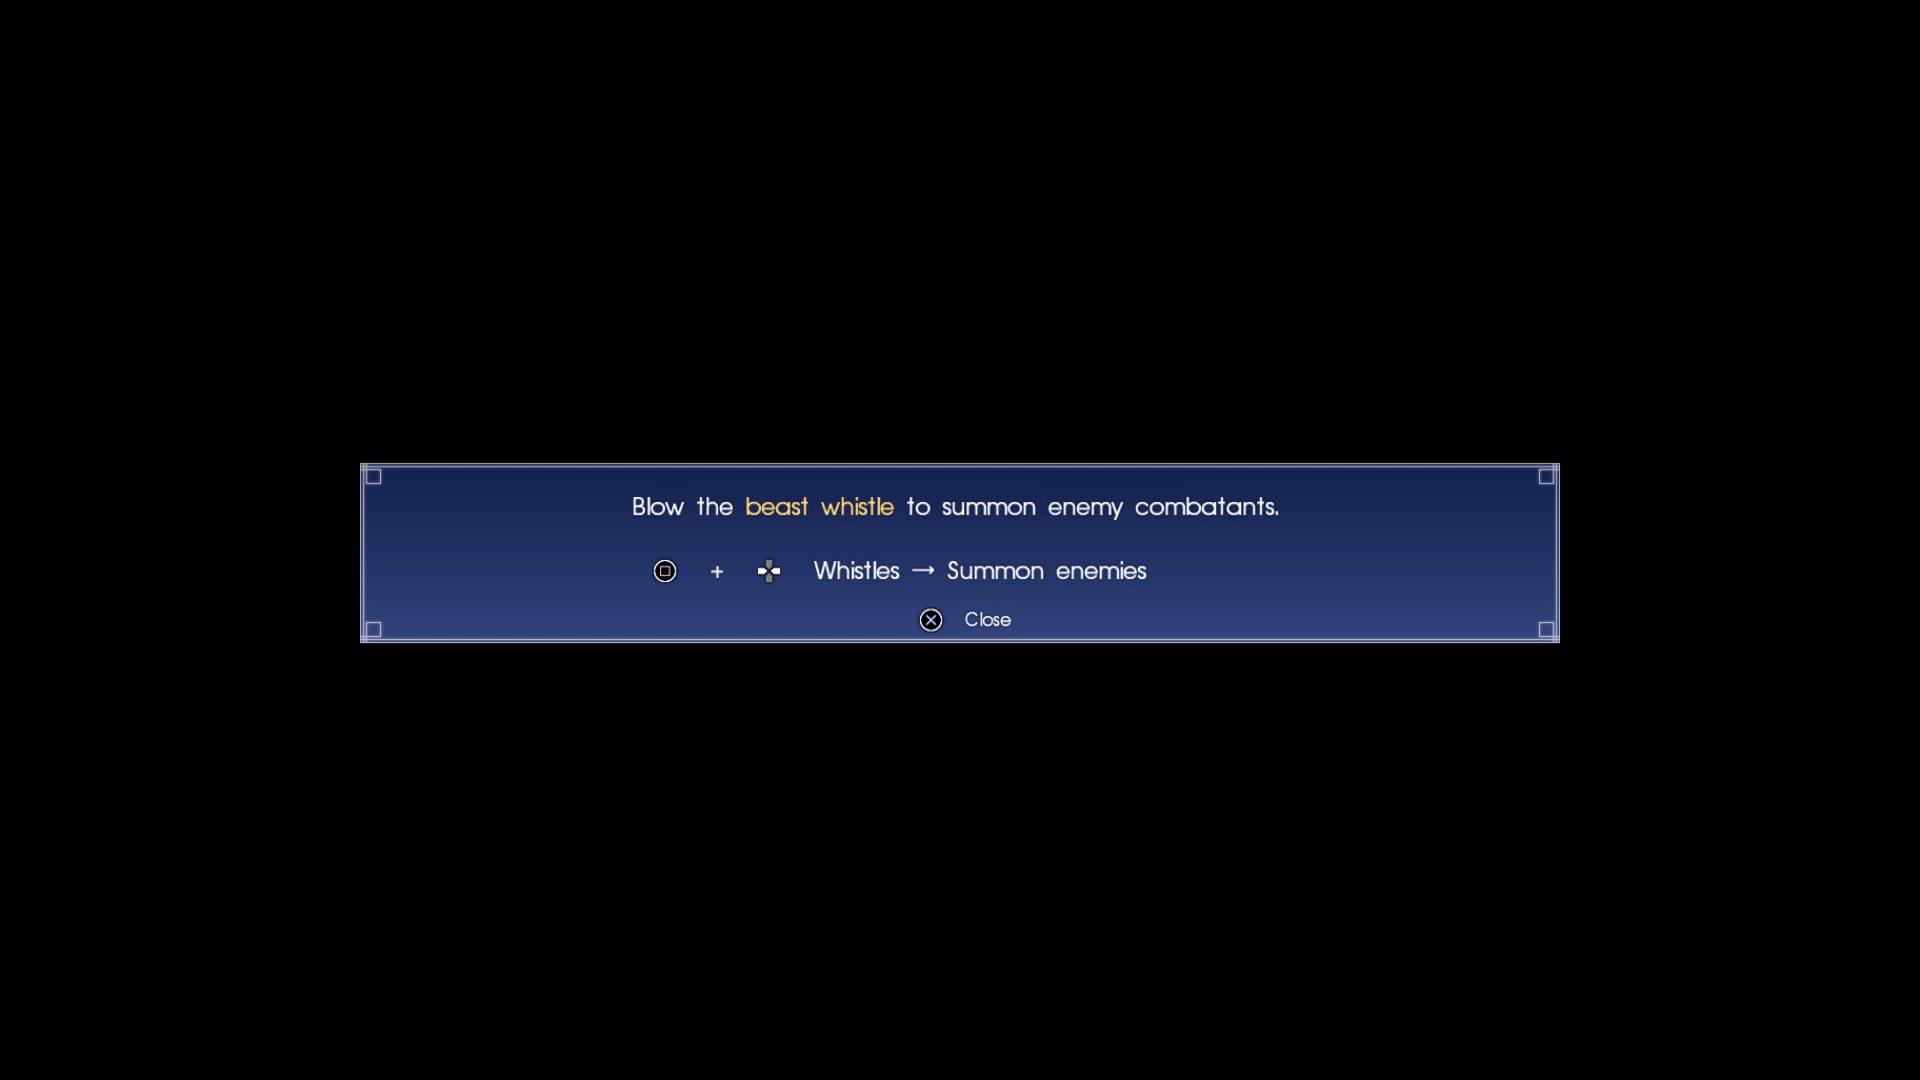 Blow the beast whistle to summon enemy combatants.
+ Whistles → Summon enemies
Close